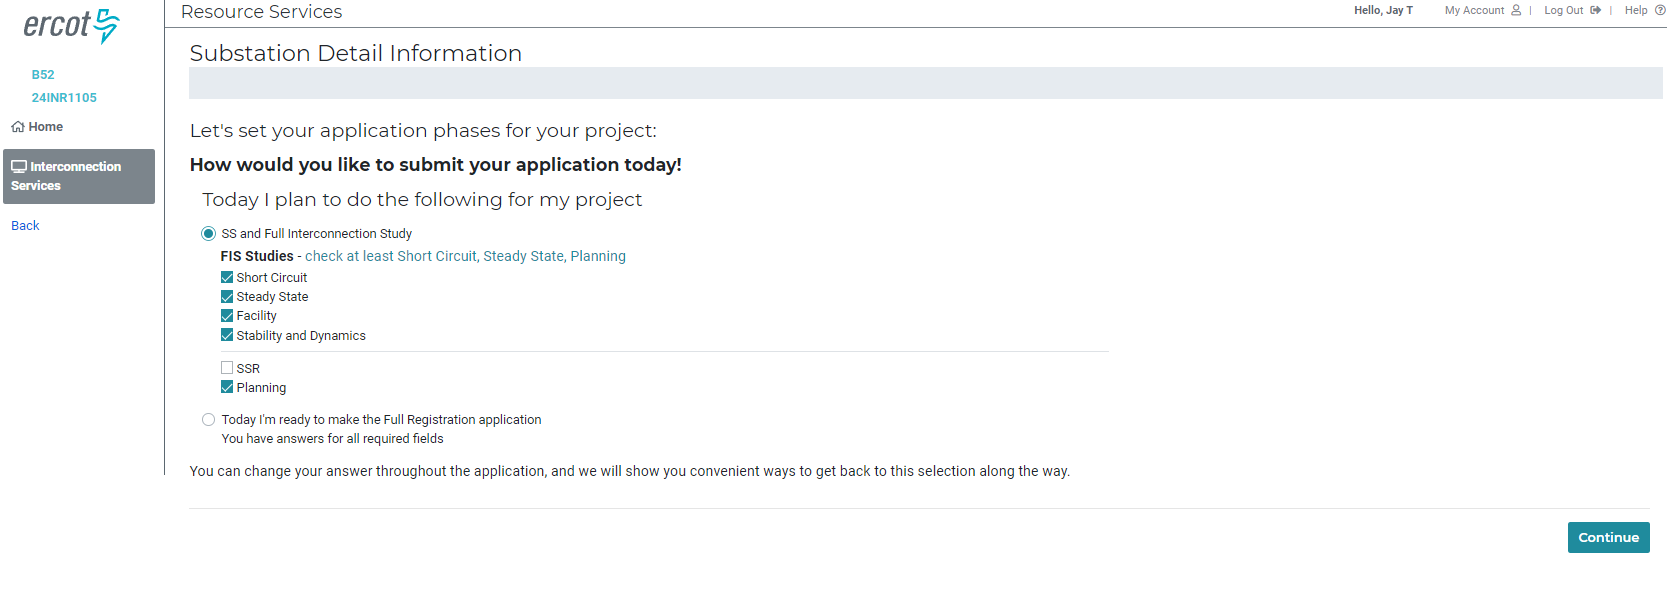 ercot
Resource Services
Hello, Jay T
My Account | Log Out | Help
B52
24INR1105
Home
Interconnection
Services
Back
Substation Detail Information
Let's set your application phases for your project:
How would you like to submit your application today!
Today I plan to do the following for my project
SS and Full Interconnection Study
FIS Studies - check at least Short Circuit, Steady State, Planning
Short Circuit
Steady State
Facility
Stability and Dynamics
SSR
Planning
Today I'm ready to make the Full Registration application
You have answers for all required fields
You can change your answer throughout the application, and we will show you convenient ways to get back to this selection along the way.
Continue